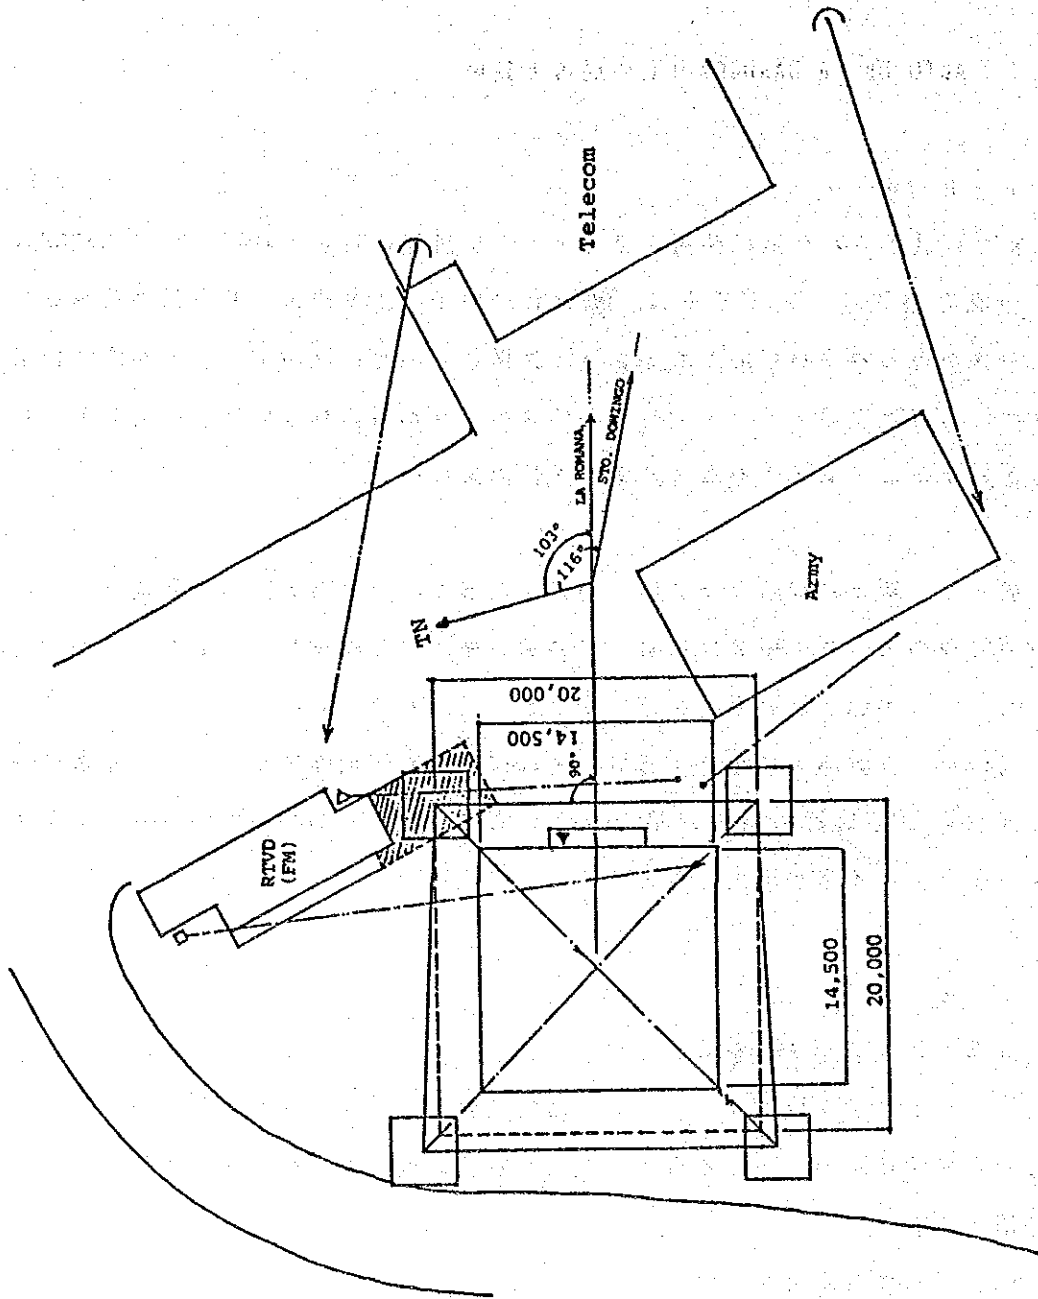 Telecom
LA ROMANA
STO. DOMINGO
103°
116°
TN
Army
20,000
14,500
90°
RTVD
(FM)
14,500
20,000